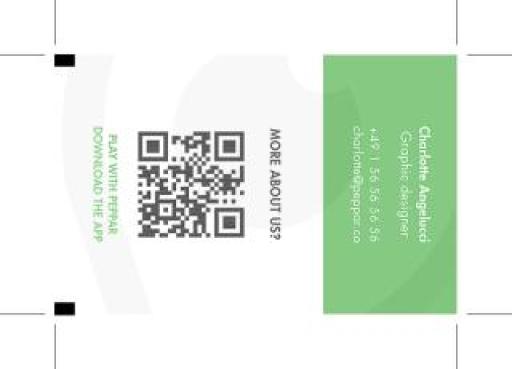 Charlotte Angelucci
Graphic designer
+49 1 56 56 56 56
charlotte@peppar.co
MORE ABOUT US?
PLAY WITH PEPPAR
DOWNLOAD THE APP